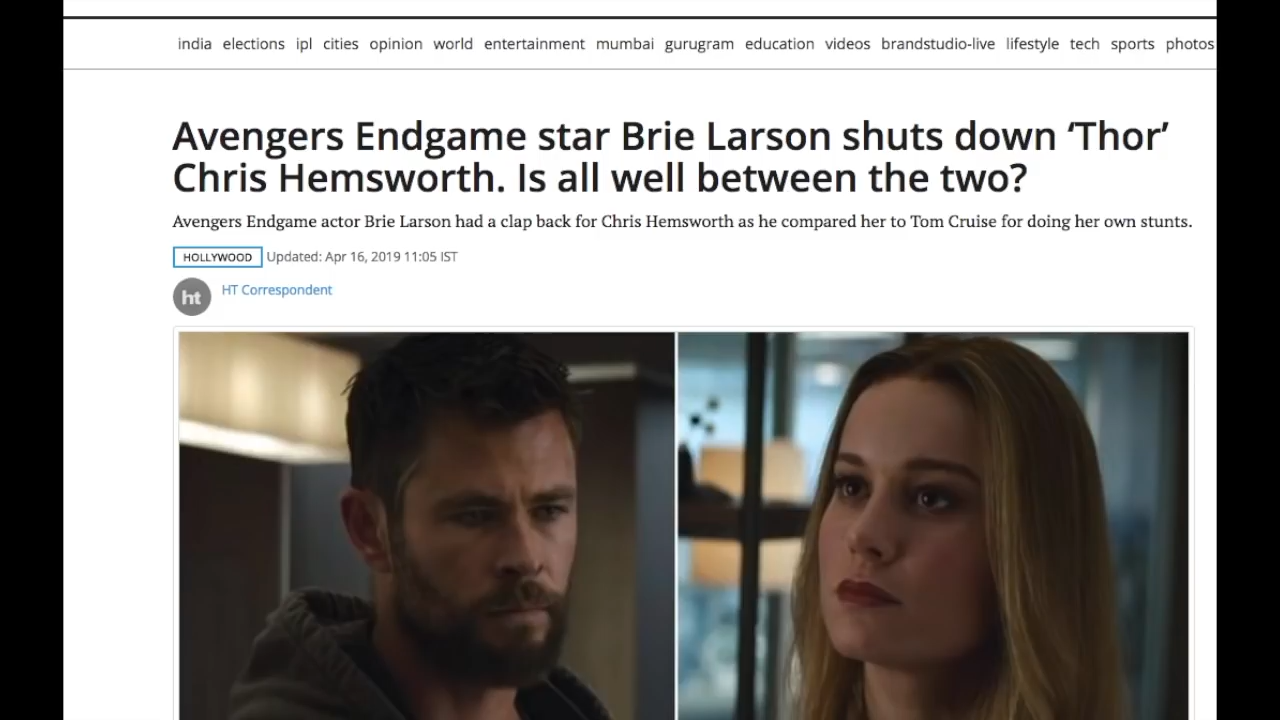 india elections ipl cities opinion world entertainment mumbai gurugram education videos brandstudio-live lifestyle tech sports photos
Avengers Endgame star Brie Larson shuts down ‘Thor’
Chris Hemsworth. Is all well between the two?
Avengers Endgame actor Brie Larson had a clap back for Chris Hemsworth as he compared her to Tom Cruise for doing her own stunts.
HOLLYWOOD Updated: Apr 16, 2019 11:05 IST
ht HT Correspondent